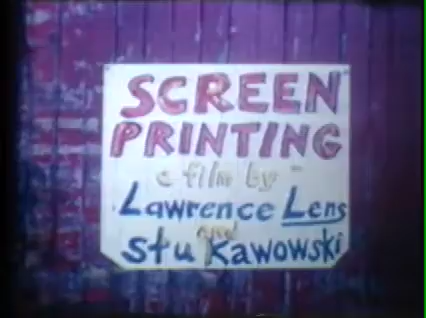 SCREEN
PRINTING
a film by
Lawrence Lens
and
Stu Kawowski